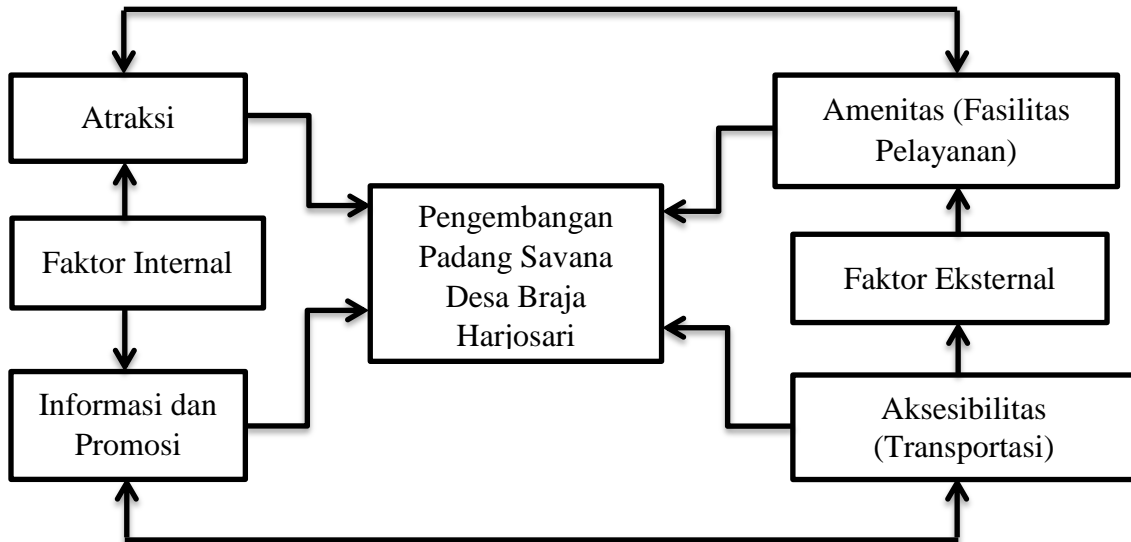 Atraksi
Amenitas (Fasilitas
Pelayanan)
Faktor Internal
Pengembangan
Padang Savana
Desa Braja
Harjosari
Faktor Eksternal
Informasi dan
Promosi
Aksesibilitas
(Transportasi)